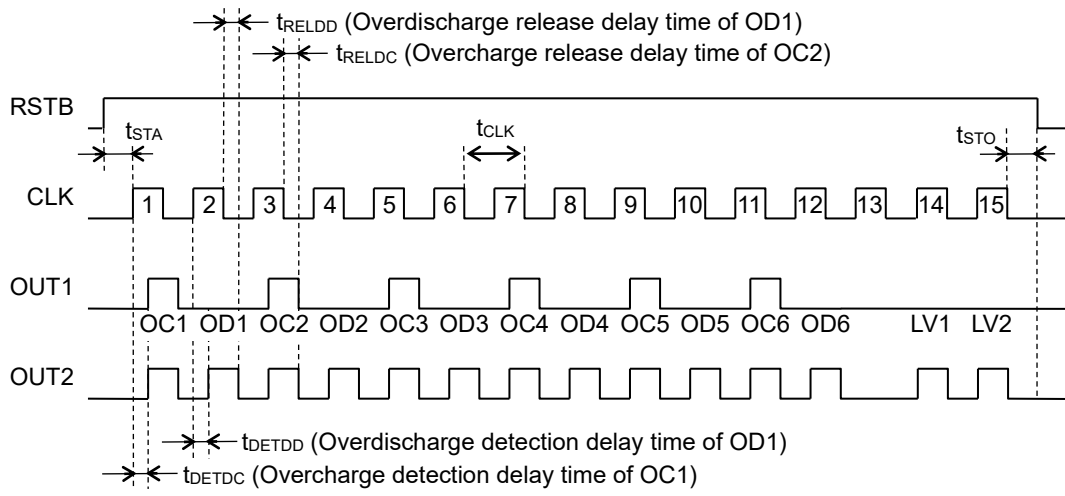 tRELDD (Overdischarge release delay time of OD1)
tRELDC (Overcharge release delay time of OC2)
RSTB
tSTA tCLK tSTO
CLK 1 2 3 4 5 6 7 8 9 10 11 12 13 14 15
OUT1
OC1 OD1 OC2 OD2 OC3 OD3 OC4 OD4 OC5 OD5 OC6 OD6 LV1 LV2
OUT2
tDETDD (Overdischarge detection delay time of OD1)
tDETDC (Overcharge detection delay time of OC1)